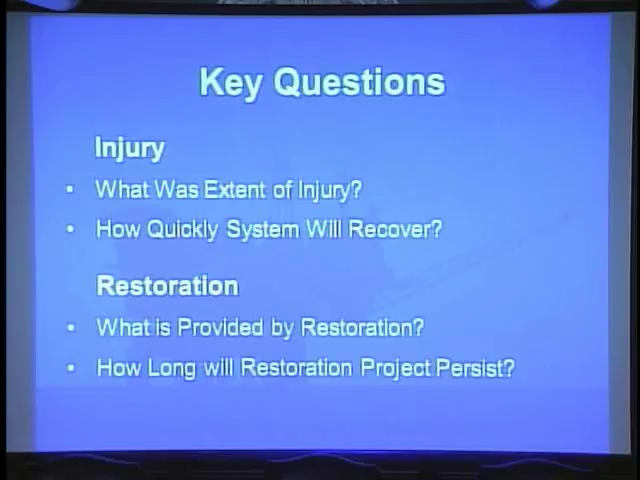 Key Questions
Injury
• What Was Extent of Injury?
• How Quickly System Will Recover?
Restoration
• What is Provided by Restoration?
• How Long will Restoration Project Persist?